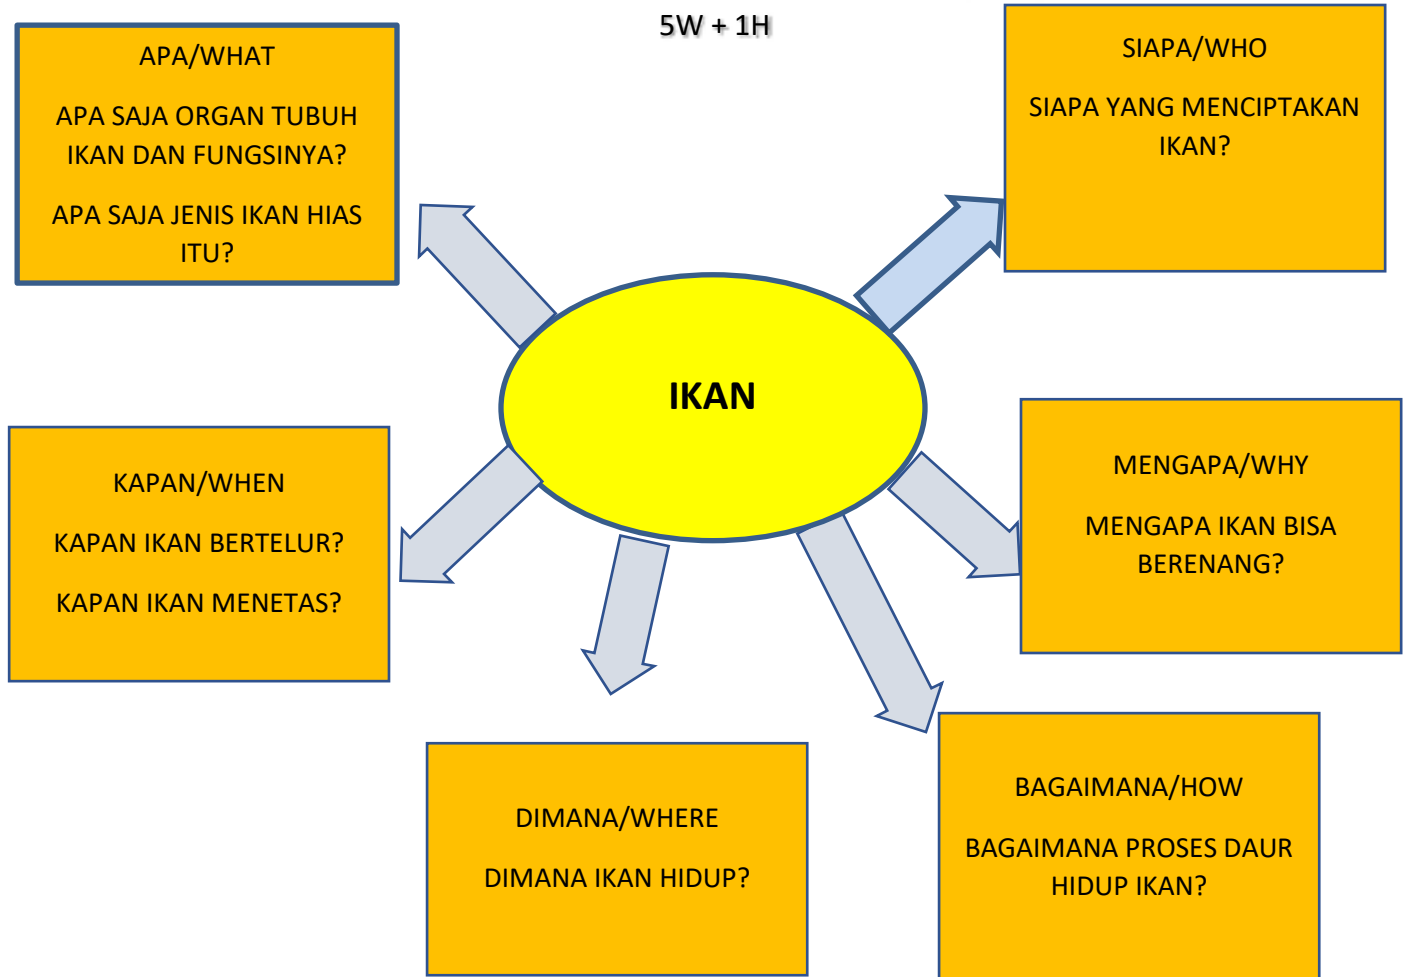 5W + 1H
APA/WHAT
APA SAJA ORGAN TUBUH
IKAN DAN FUNGSINYA?
APA SAJA JENIS IKAN HIAS
ITU?
SIAPA/WHO
SIAPA YANG MENCIPTAKAN
IKAN?
IKAN
KAPAN/WHEN
KAPAN IKAN BERTELUR?
KAPAN IKAN MENETAS?
MENGAPA/WHY
MENGAPA IKAN BISA
BERENANG?
DIMANA/WHERE
DIMANA IKAN HIDUP?
BAGAIMANA/HOW
BAGAIMANA PROSES DAUR
HIDUP IKAN?